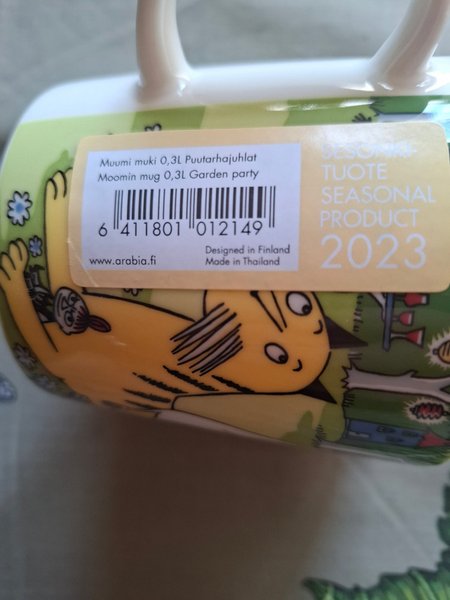 Muumi muki 0,3L Puutarhajuhlat
Moomin mug 0,3L Garden party
6 411801 012149
www.arabia.fi
Designed in Finland
Made in Thailand
SESONKI-
TUOTE
SEASONAL
PRODUCT
2023